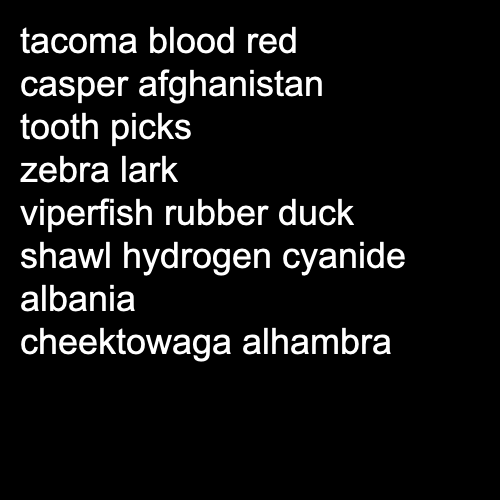 tacoma blood red
casper afghanistan
tooth picks
zebra lark
viperfish rubber duck
shawl hydrogen cyanide
albania
cheektowaga alhambra